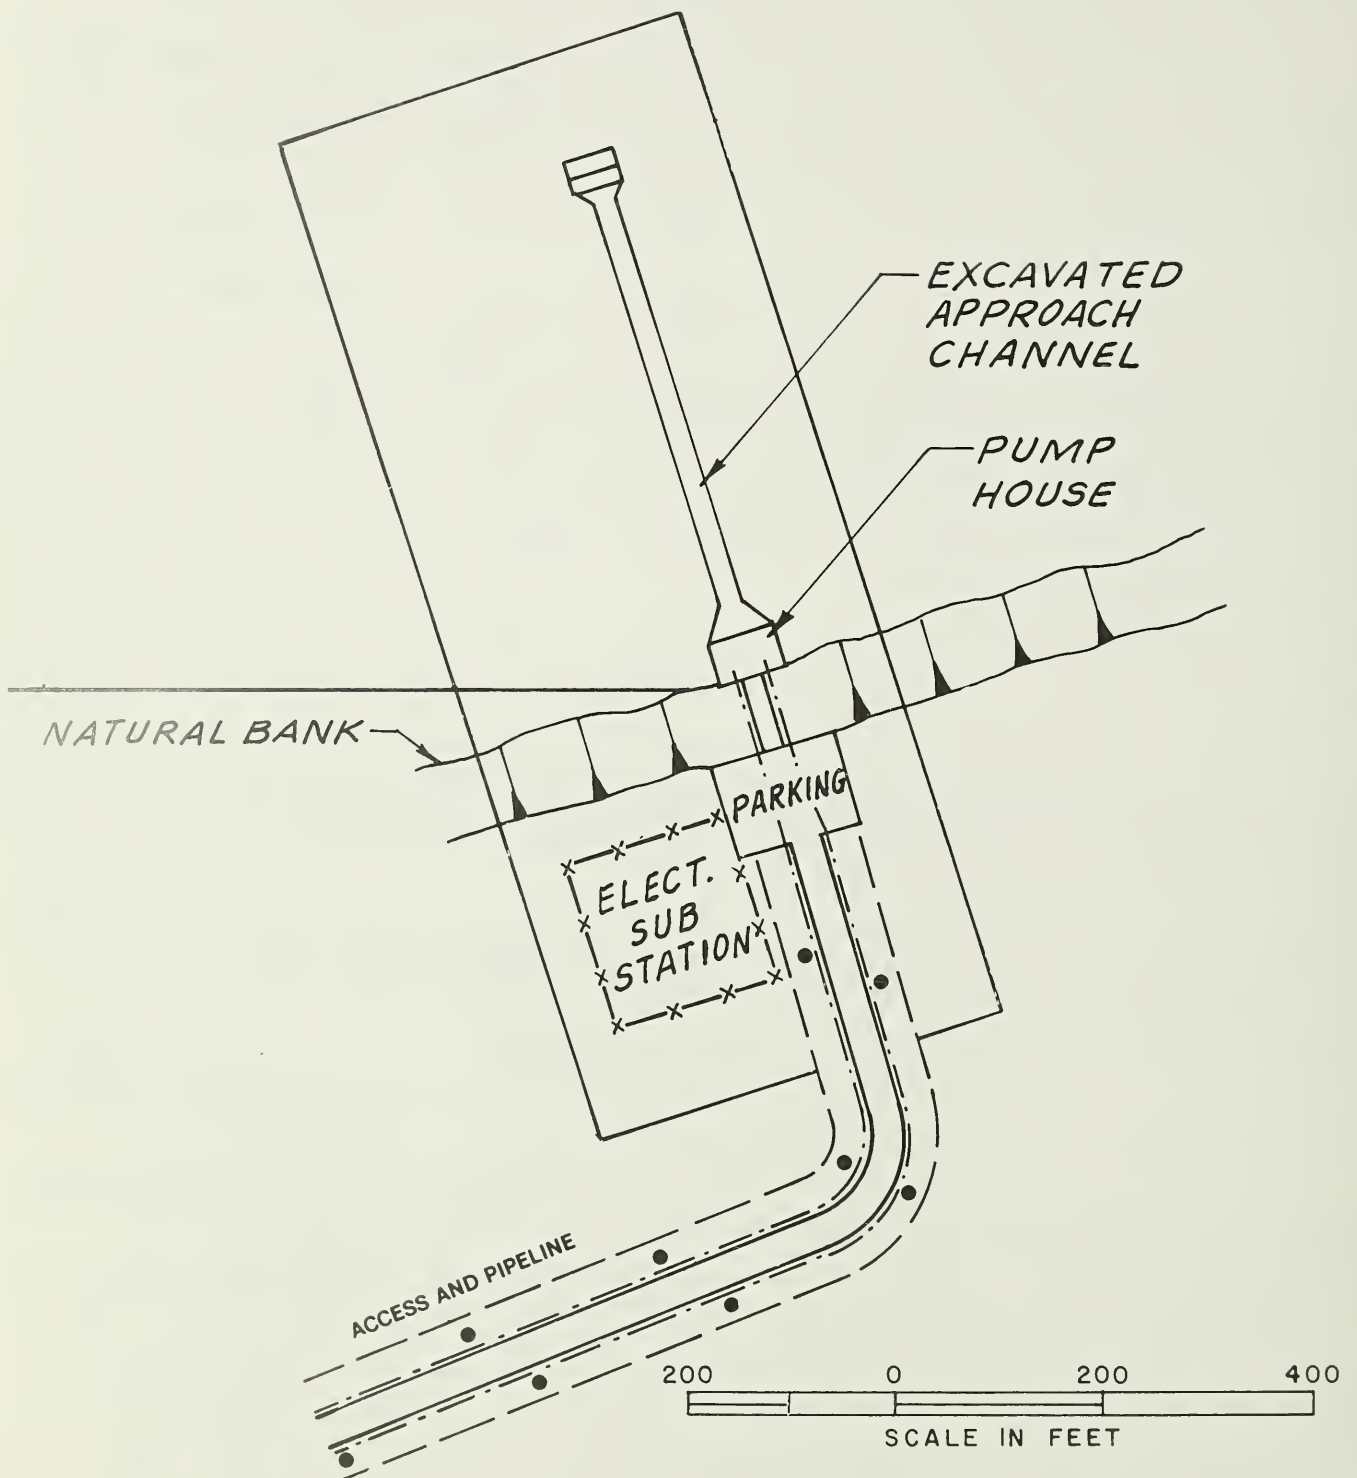 EXCAVATED
APPROACH
CHANNEL
PUMP
HOUSE
NATURAL BANK
PARKING
ELECT.
SUB
STATION
ACCESS AND PIPELINE
200 0 200 400
SCALE IN FEET